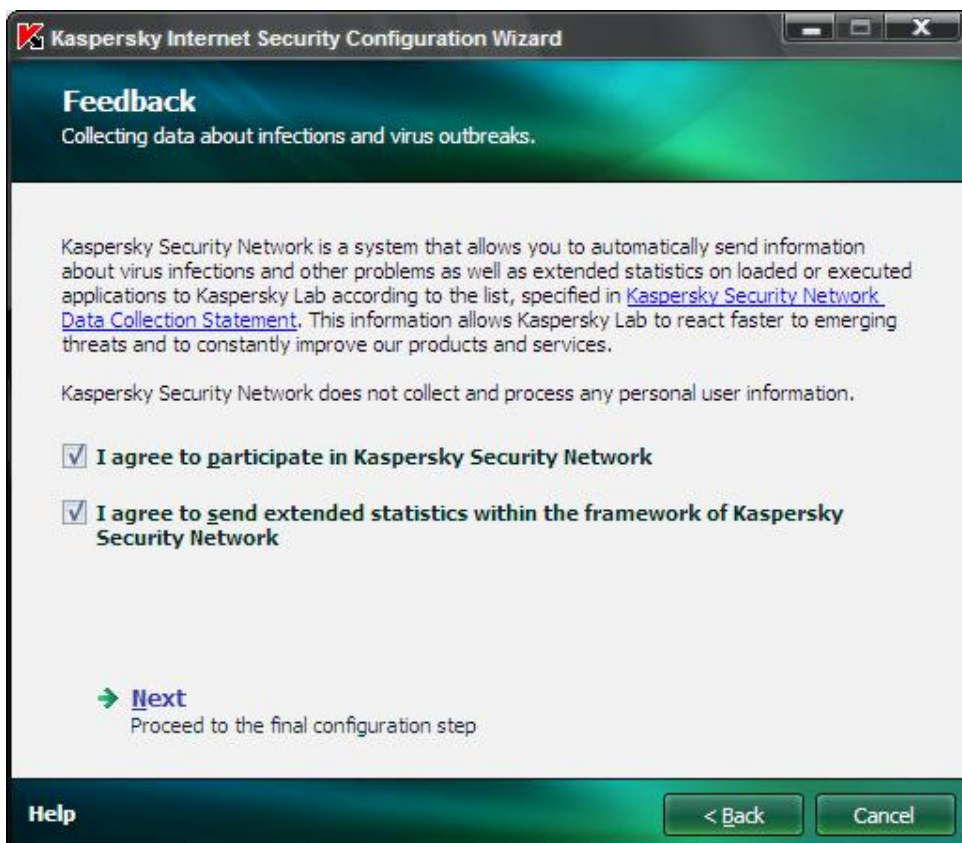 Kaspersky Internet Security Configuration Wizard
Feedback
Collecting data about infections and virus outbreaks.
Kaspersky Security Network is a system that allows you to automatically send information
about virus infections and other problems as well as extended statistics on loaded or executed
applications to Kaspersky Lab according to the list, specified in Kaspersky Security Network
Data Collection Statement. This information allows Kaspersky Lab to react faster to emerging
threats and to constantly improve our products and services.
Kaspersky Security Network does not collect and process any personal user information.
I agree to participate in Kaspersky Security Network
I agree to send extended statistics within the framework of Kaspersky
Security Network
Next
Proceed to the final configuration step
Help
< Back
Cancel